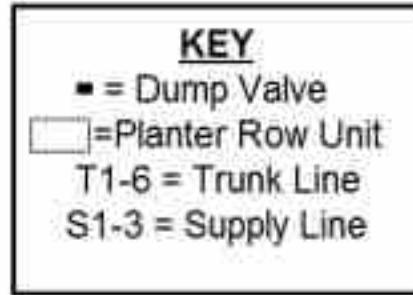 KEY
= Dump Valve
=Planter Row Unit
T1-6 = Trunk Line
S1-3 = Supply Line